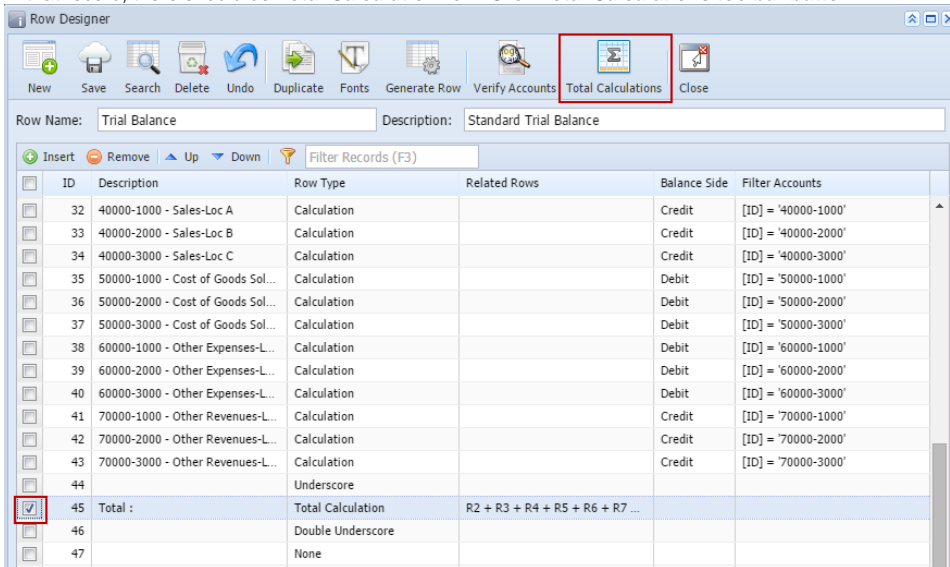 Row Designer
New Save Search Delete Undo Duplicate Fonts Generate Row Verify Accounts Total Calculations Close
Row Name: Trial Balance Description: Standard Trial Balance
Insert Remove Up Down Filter Records (F3)
ID Description Row Type Related Rows Balance Side Filter Accounts
32 40000-1000 - Sales-Loc A Calculation Credit [ID] = '40000-1000'
33 40000-2000 - Sales-Loc B Calculation Credit [ID] = '40000-2000'
34 40000-3000 - Sales-Loc C Calculation Credit [ID] = '40000-3000'
35 50000-1000 - Cost of Goods Sol... Calculation Debit [ID] = '50000-1000'
36 50000-2000 - Cost of Goods Sol... Calculation Debit [ID] = '50000-2000'
37 50000-3000 - Cost of Goods Sol... Calculation Debit [ID] = '50000-3000'
38 60000-1000 - Other Expenses-L... Calculation Debit [ID] = '60000-1000'
39 60000-2000 - Other Expenses-L... Calculation Debit [ID] = '60000-2000'
40 60000-3000 - Other Expenses-L... Calculation Debit [ID] = '60000-3000'
41 70000-1000 - Other Revenues-L... Calculation Credit [ID] = '70000-1000'
42 70000-2000 - Other Revenues-L... Calculation Credit [ID] = '70000-2000'
43 70000-3000 - Other Revenues-L... Calculation Credit [ID] = '70000-3000'
44 Underscore
45 Total : Total Calculation R2 + R3 + R4 + R5 + R6 + R7 ...
46 Double Underscore
47 None